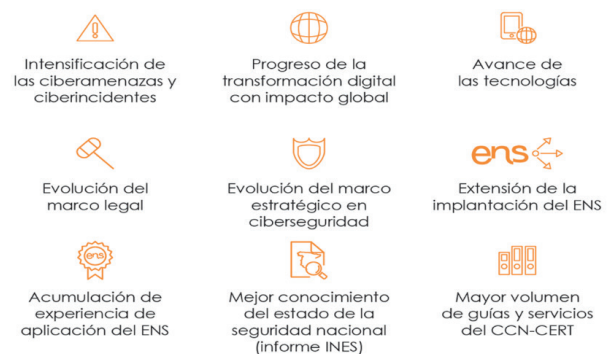 Intensificación de
las ciberamenazas y
ciberincidentes
Progreso de la
transformación digital
con impacto global
Avance de
las tecnologías
Evolución del
marco legal
Evolución del marco
estratégico en
ciberseguridad
ens
Extensión de la
implantación del ENS
ens
Acumulación de
experiencia de
aplicación del ENS
Mejor conocimiento
del estado de la
seguridad nacional
(informe INES)
Mayor volumen
de guías y servicios
del CCN-CERT